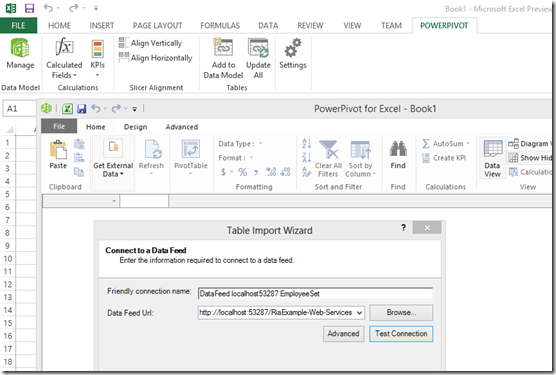 Book1 - Microsoft Excel Preview
FILE HOME INSERT PAGE LAYOUT FORMULAS DATA REVIEW VIEW TEAM POWERPIVOT
Manage
Calculated Fields
KPIs
Align Vertically
Align Horizontally
Add to Data Model
Update All
Settings
Data Model Calculations Slicer Alignment Tables
A1
PowerPivot for Excel - Book1
File Home Design Advanced
Paste
Get External Data
Refresh
PivotTable
Data Type :
Format :
$ % ,
Clear All Filters
Sort by Column
Find
AutoSum
Create KPI
Data View
Diagram V
Show Hid
Clipboard Formatting Sort and Filter Find Calculations
1
2
3
4
5
6
7
8
9
10
11
12
13
14
15
16
17
18
Table Import Wizard ?
Connect to a Data Feed
Enter the information required to connect to a data feed.
Friendly connection name: DataFeed localhost53287 EmployeeSet
Data Feed Url: http://localhost:53287/RiaExample-Web-Services Browse...
Advanced Test Connection